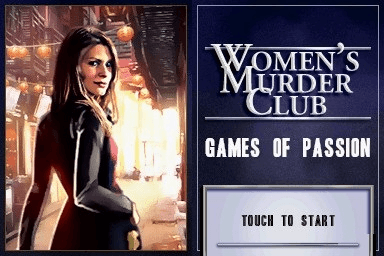 WOMEN'S
MURDER
CLUB
GAMES OF PASSION
TOUCH TO START